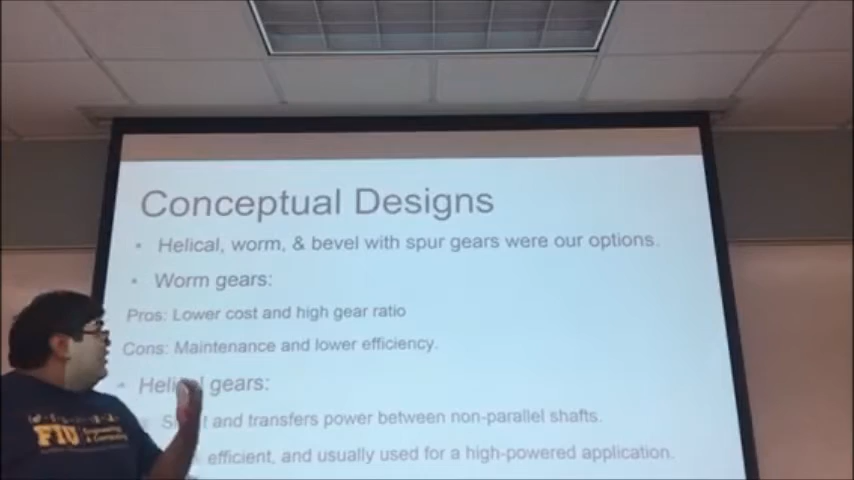 Conceptual Designs
• Helical, worm, & bevel with spur gears were our options.
• Worm gears:
Pros: Lower cost and high gear ratio
Cons: Maintenance and lower efficiency.
• Helical gears:
and transfers power between non-parallel shafts.
efficient, and usually used for a high-powered application.
FIU